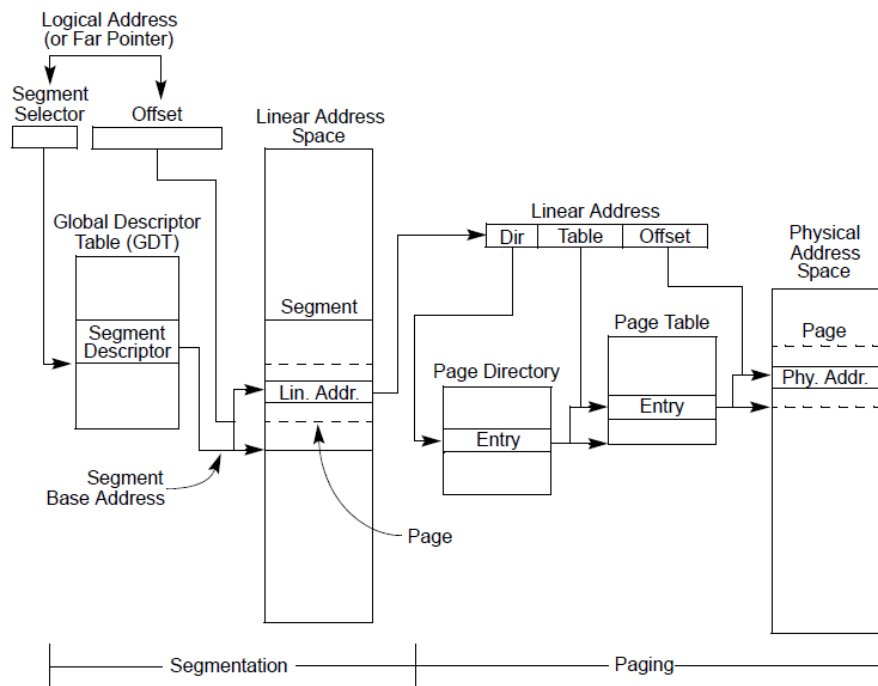 Logical Address
(or Far Pointer)
Segment
Selector
Offset
Linear Address
Space
Global Descriptor
Table (GDT)
Segment
Descriptor
Segment
Lin. Addr.
Segment
Base Address
Page
Linear Address
Dir
Table
Offset
Page Directory
Entry
Page Table
Entry
Physical
Address
Space
Page
Phy. Addr.
Segmentation
Paging